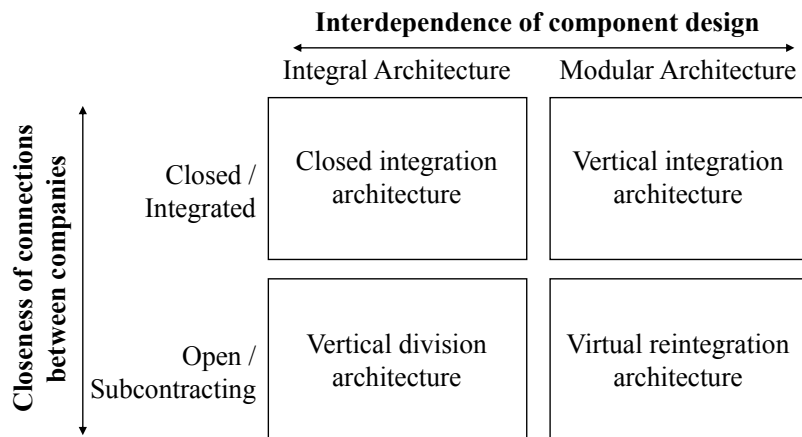 Interdependence of component design
Integral Architecture
Modular Architecture
Closeness of connections
between companies
Closed /
Integrated
Closed integration
architecture
Vertical integration
architecture
Open /
Subcontracting
Vertical division
architecture
Virtual reintegration
architecture